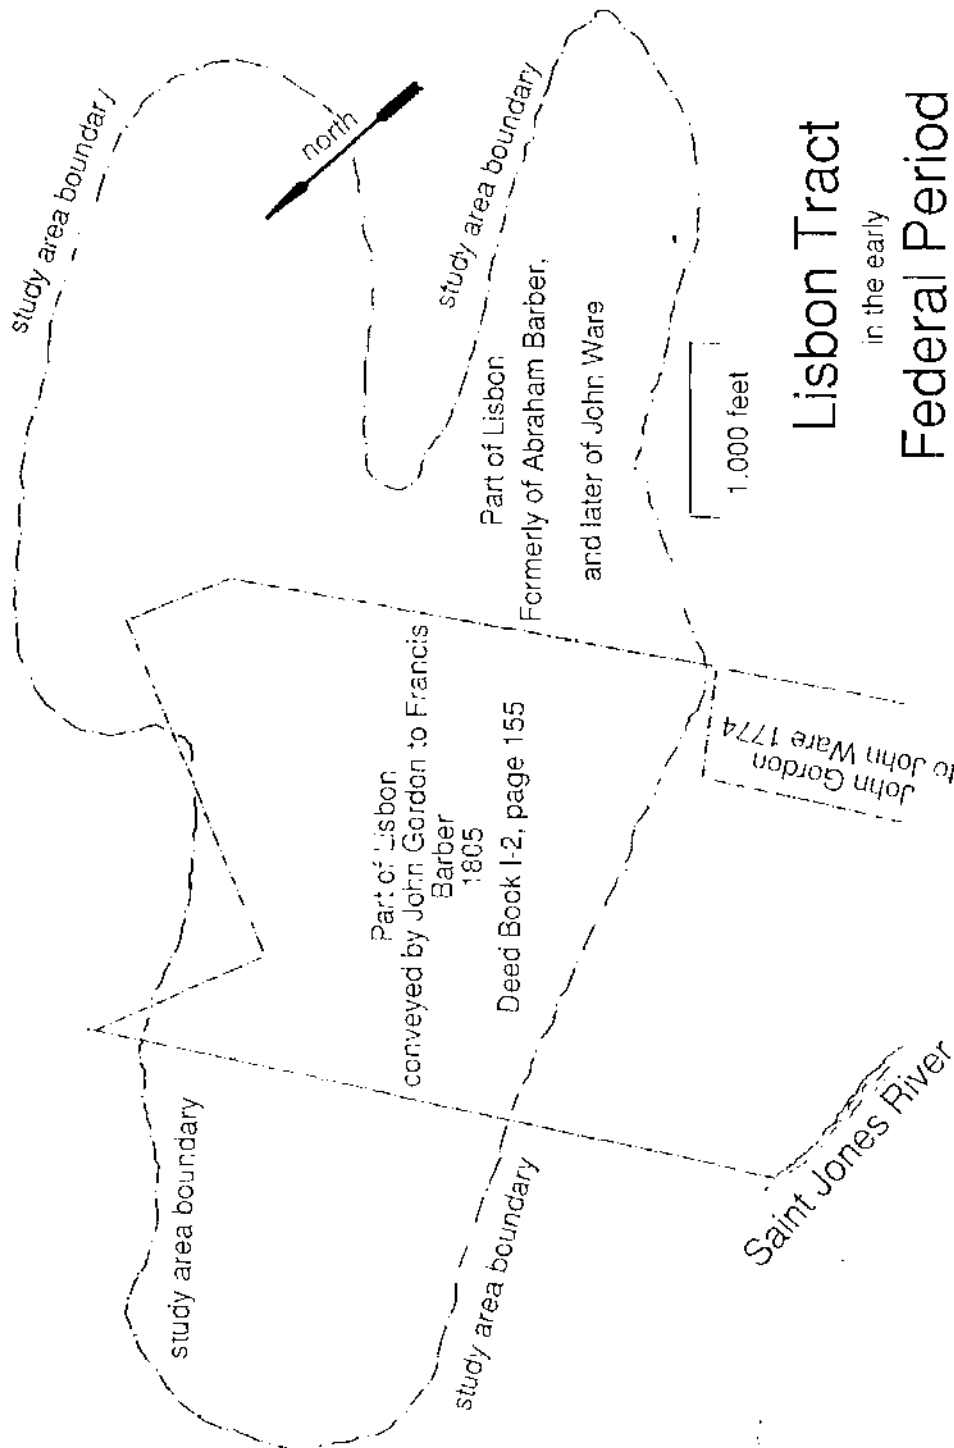 study area boundary
north
study area boundary
Part of Lisbon
Formerly of Abraham Barber,
and later of John Ware
1,000 feet
Lisbon Tract
in the early
Federal Period
Part of Lisbon
conveyed by John Gordon to Francis
Barber
1805
Deed Book I-2, page 155
John Gordon
to John Ware 1774
study area boundary
study area boundary
Saint Jones River